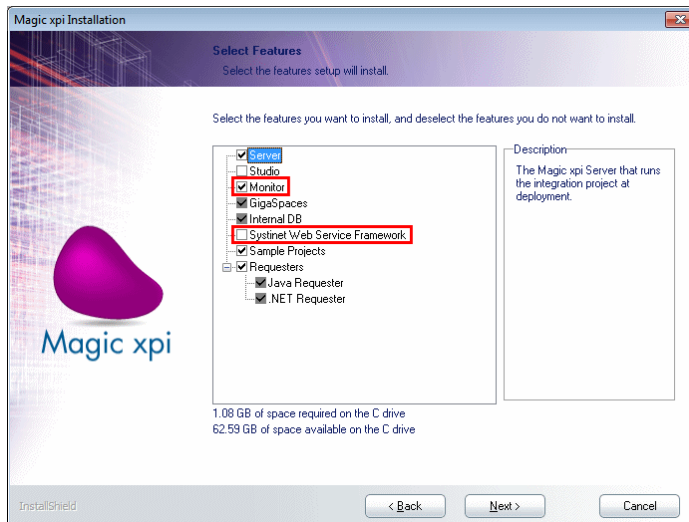 Magic xpi Installation
Select Features
Select the features setup will install.
Select the features you want to install, and deselect the features you do not want to install.
Server
Studio
Monitor
GigaSpaces
Internal DB
Systinet Web Service Framework
Sample Projects
Requesters
Java Requester
.NET Requester
Description
The Magic xpi Server that runs
the integration project at
deployment.
Magic xpi
1.08 GB of space required on the C drive
62.59 GB of space available on the C drive
InstallShield
< Back
Next >
Cancel